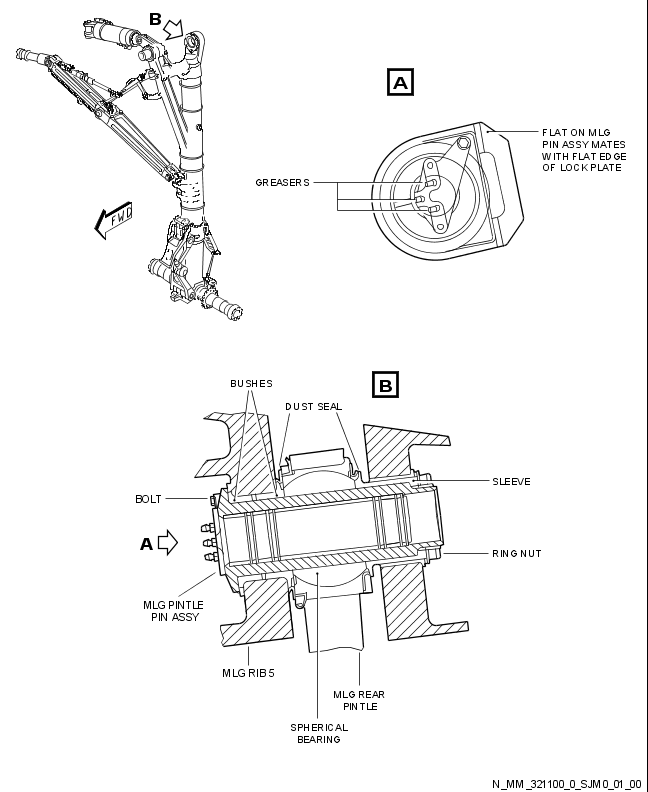 B
A
FLAT ON MLG
PIN ASSY MATES
WITH FLAT EDGE
OF LOCK PLATE
GREASERS
FWD
B
BUSHES
DUST SEAL
SLEEVE
BOLT
A
RING NUT
MLG PINTLE
PIN ASSY
MLG RIB 5
MLG REAR
PINTLE
SPHERICAL
BEARING
N_MM_321100_0_SJM0_01_00